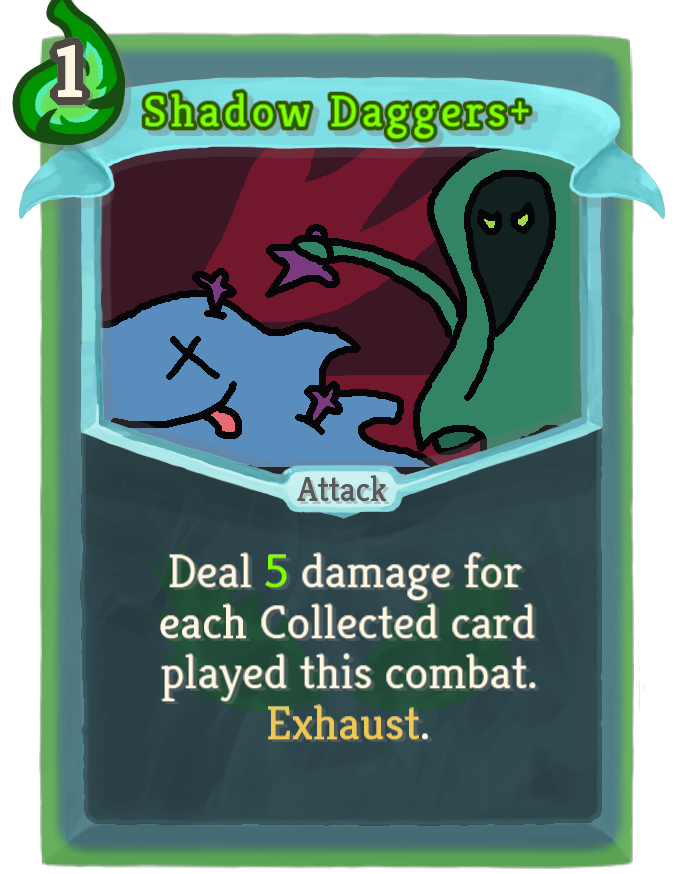 1
Shadow Daggers+
Attack
Deal 5 damage for
each Collected card
played this combat.
Exhaust.